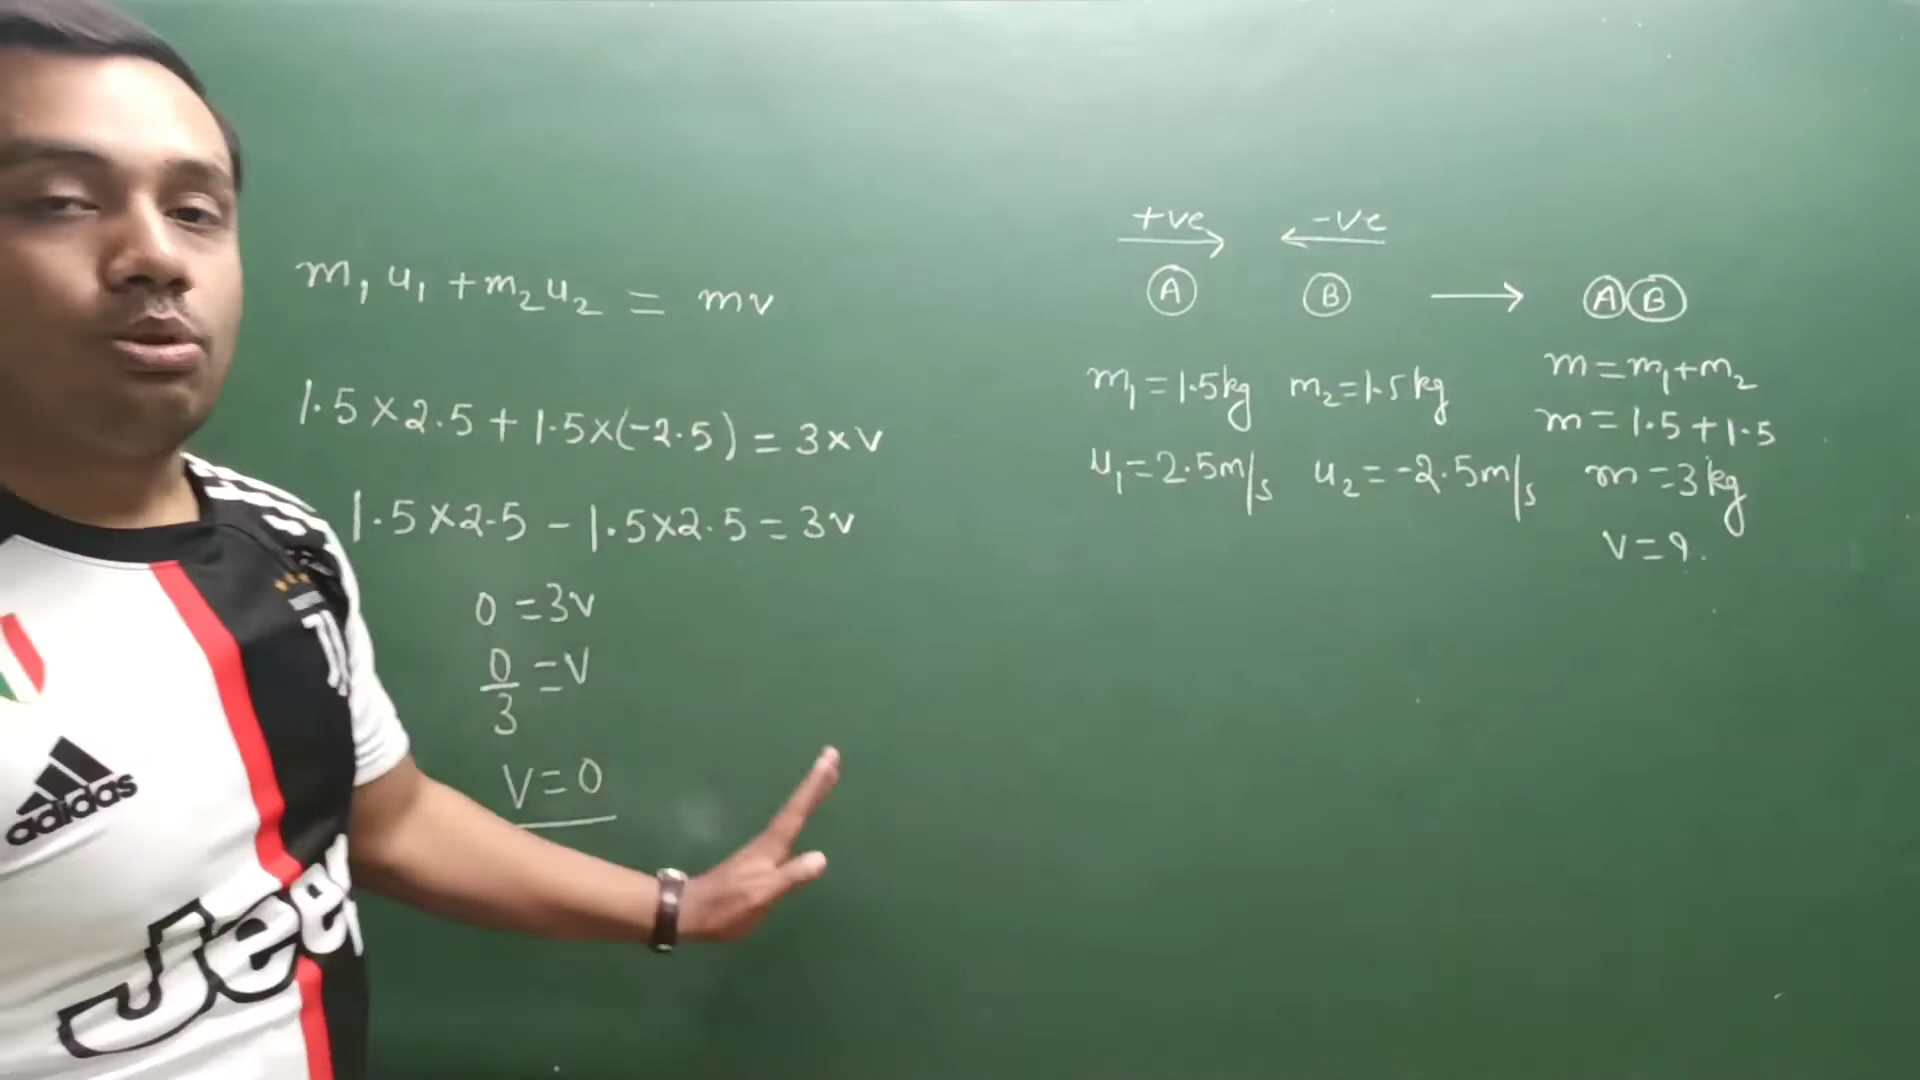 m₁u₁ + m₂u₂ = mv
1.5 × 2.5 + 1.5×(-2.5) = 3×v
1.5×2.5 - 1.5×2.5 = 3v
0 = 3v
0/3 = v
v = 0
+ve -ve
A B → A B
m₁ = 1.5kg m₂ = 1.5kg m = m₁+m₂
m = 1.5 + 1.5
u₁ = 2.5m/s u₂ = -2.5m/s m = 3kg
v = ?.
adidas
Jeep